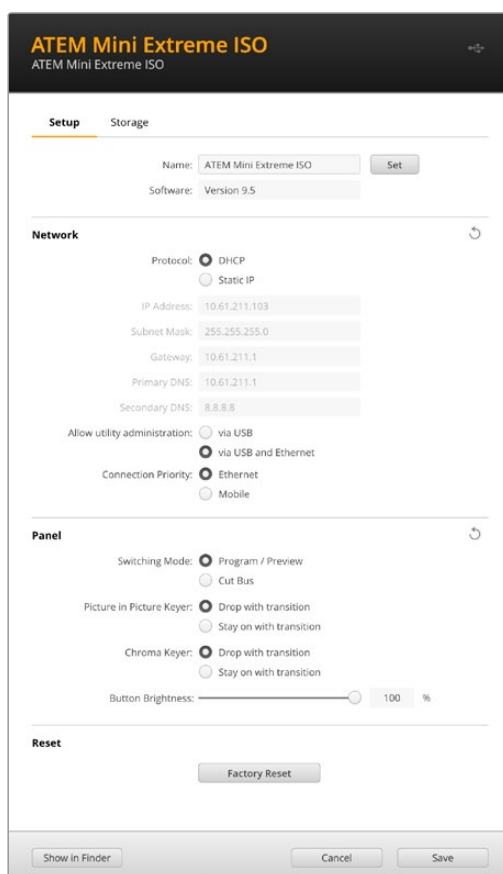 ATEM Mini Extreme ISO
ATEM Mini Extreme ISO
Setup Storage
Name: ATEM Mini Extreme ISO Set
Software: Version 9.5
Network
Protocol: DHCP
Static IP
IP Address: 10.61.211.103
Subnet Mask: 255.255.255.0
Gateway: 10.61.211.1
Primary DNS: 10.61.211.1
Secondary DNS: 8.8.8.8
Allow utility administration: via USB
via USB and Ethernet
Connection Priority: Ethernet
Mobile
Panel
Switching Mode: Program / Preview
Cut Bus
Picture in Picture Keyer: Drop with transition
Stay on with transition
Chroma Keyer: Drop with transition
Stay on with transition
Button Brightness: 100 %
Reset
Factory Reset
Show in Finder Cancel Save